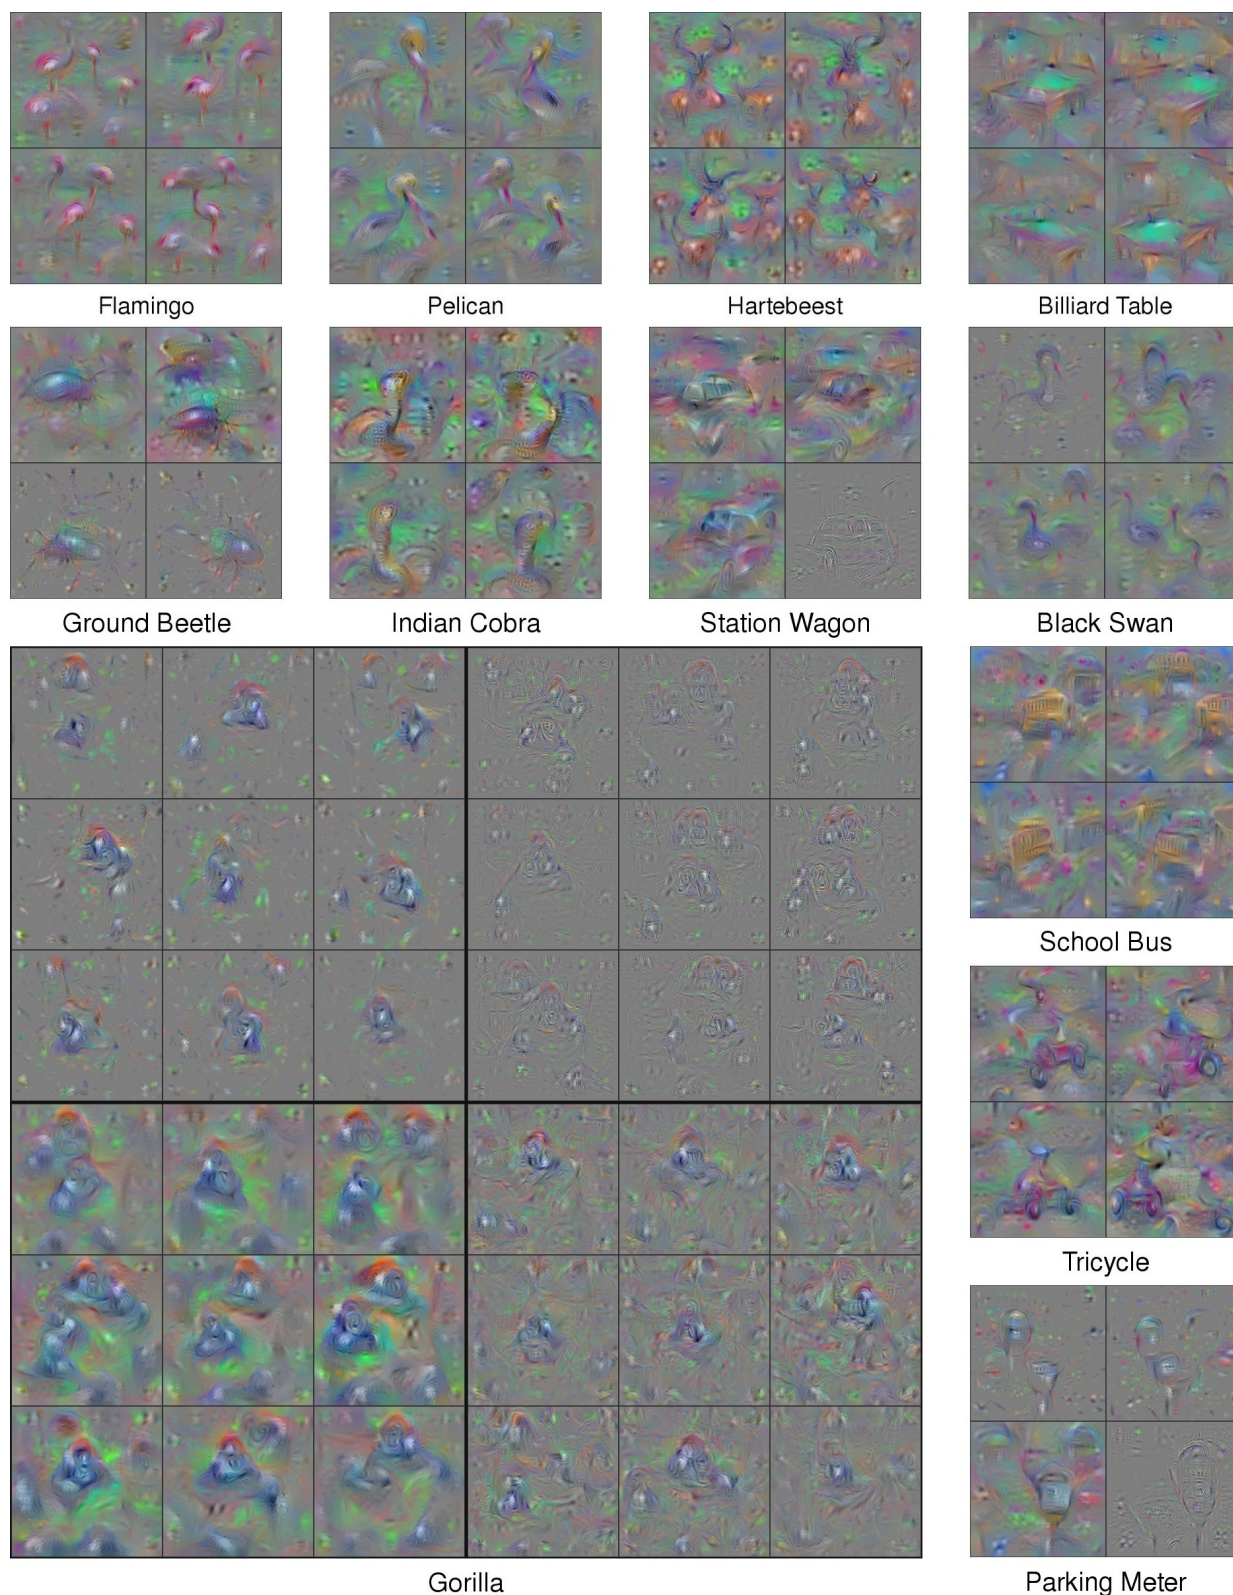 Flamingo
Pelican
Hartebeest
Billiard Table
Ground Beetle
Indian Cobra
Station Wagon
Black Swan
School Bus
Tricycle
Gorilla
Parking Meter